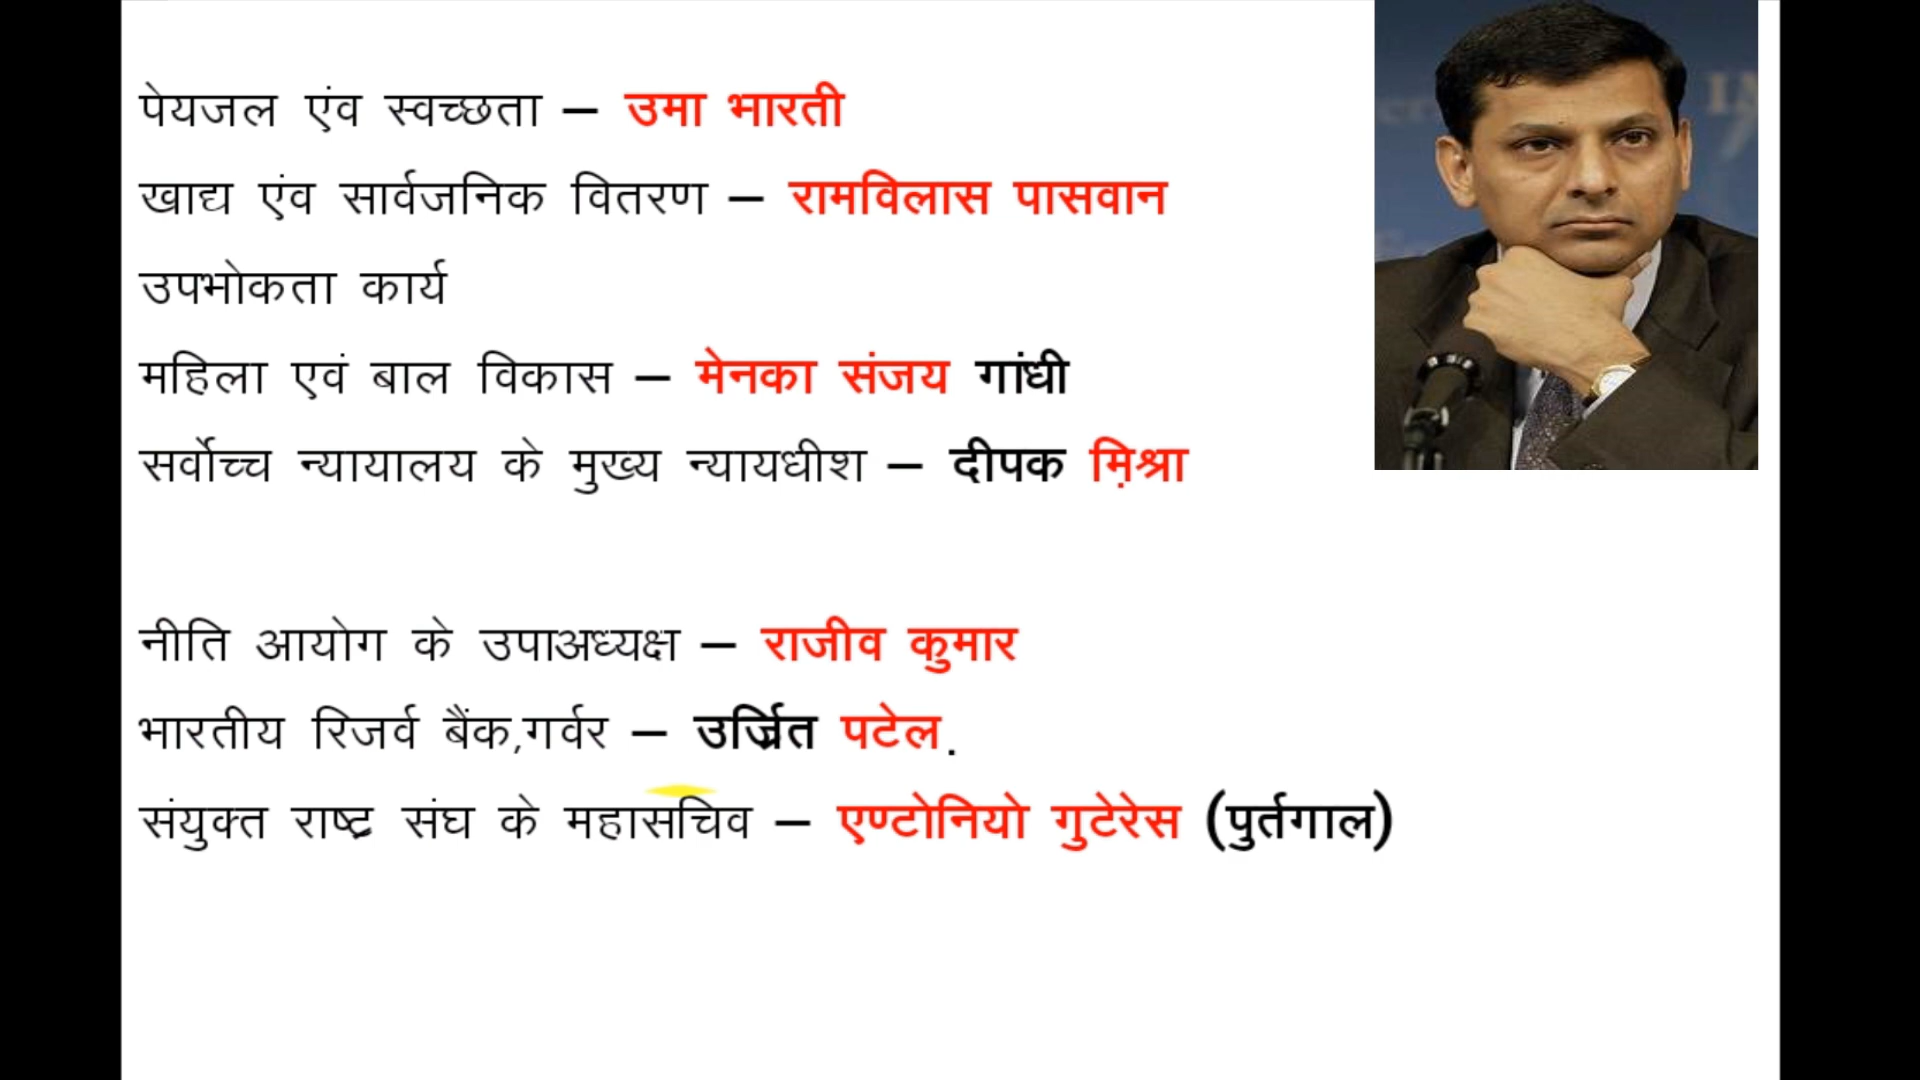 पेयजल एंव स्वच्छता – उमा भारती
खाद्य एंव सार्वजनिक वितरण – रामविलास पासवान
उपभोकता कार्य
महिला एवं बाल विकास – मेनका संजय गांधी
सर्वोच्च न्यायालय के मुख्य न्यायधीश – दीपक मिश्रा
नीति आयोग के उपाअध्यक्ष – राजीव कुमार
भारतीय रिजर्व बैंक,गर्वर – उर्जित पटेल.
संयुक्त राष्ट्र संघ के महासचिव – एण्टोनियो गुटेरेस (पुर्तगाल)